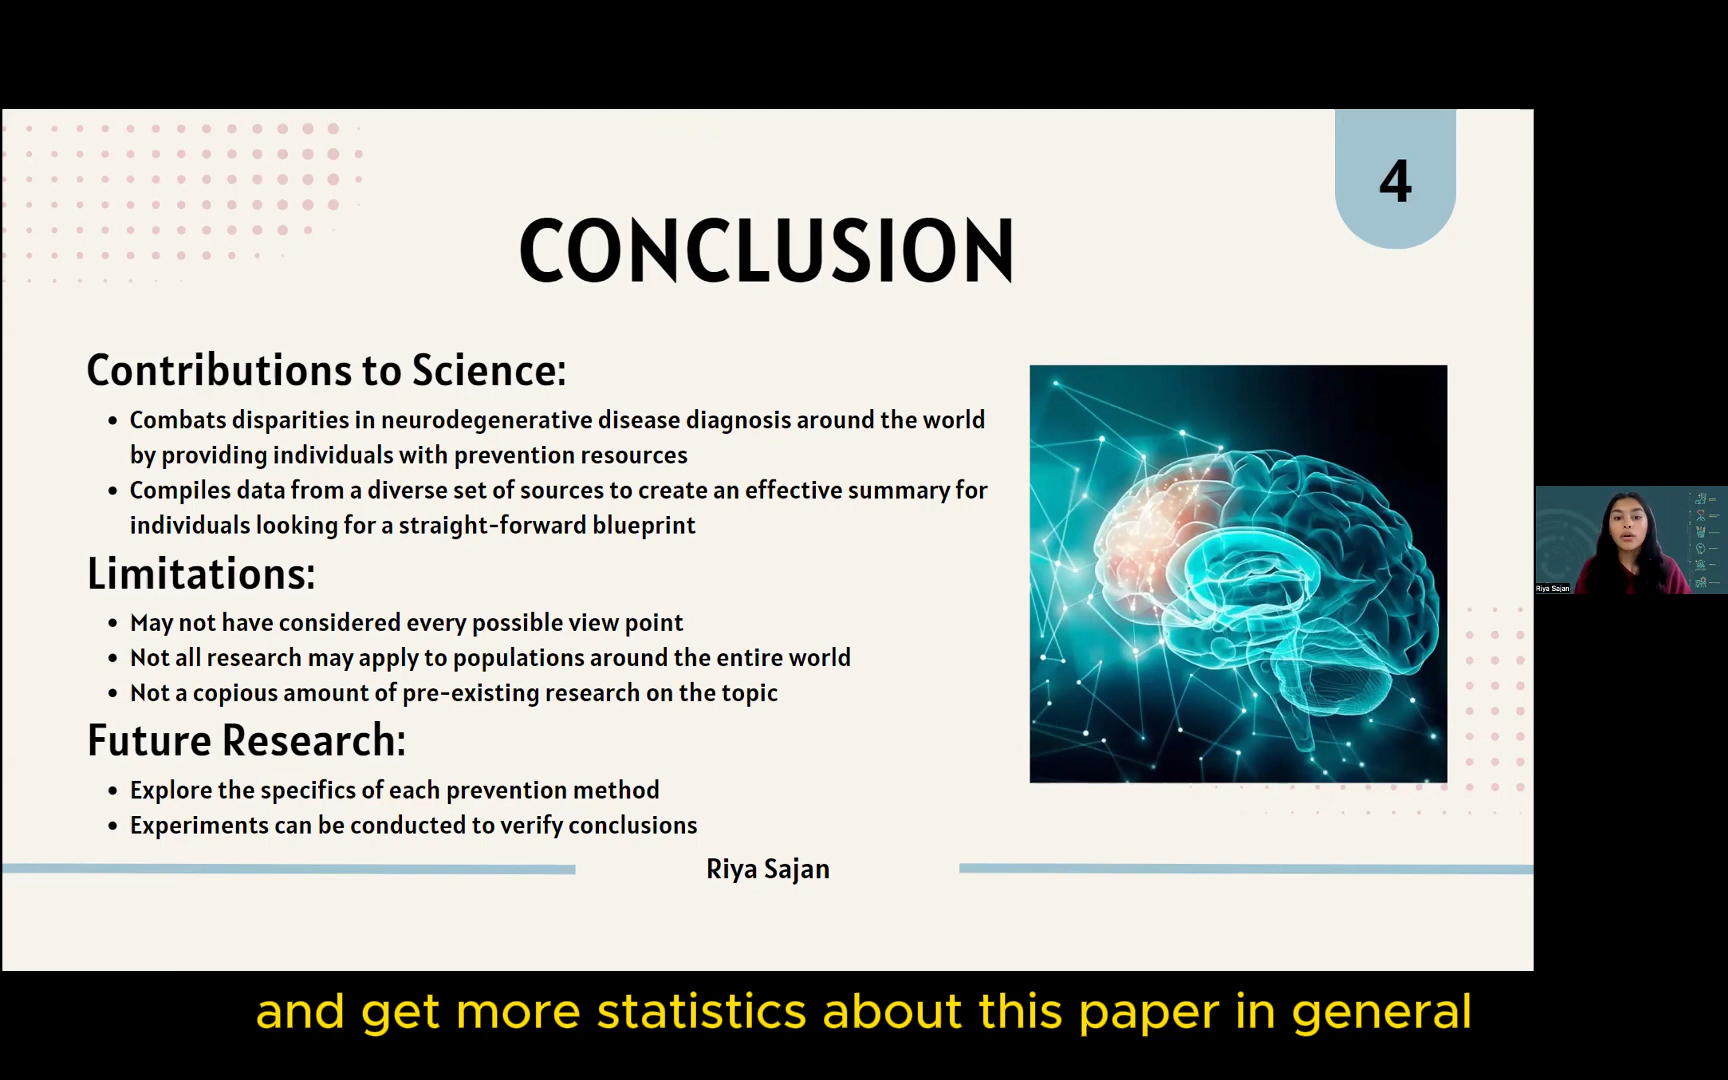 4
CONCLUSION
Contributions to Science:
• Combats disparities in neurodegenerative disease diagnosis around the world
by providing individuals with prevention resources
• Compiles data from a diverse set of sources to create an effective summary for
individuals looking for a straight-forward blueprint
Limitations:
• May not have considered every possible view point
• Not all research may apply to populations around the entire world
• Not a copious amount of pre-existing research on the topic
Future Research:
• Explore the specifics of each prevention method
• Experiments can be conducted to verify conclusions
Riya Sajan
Riya Sajan
and get more statistics about this paper in general